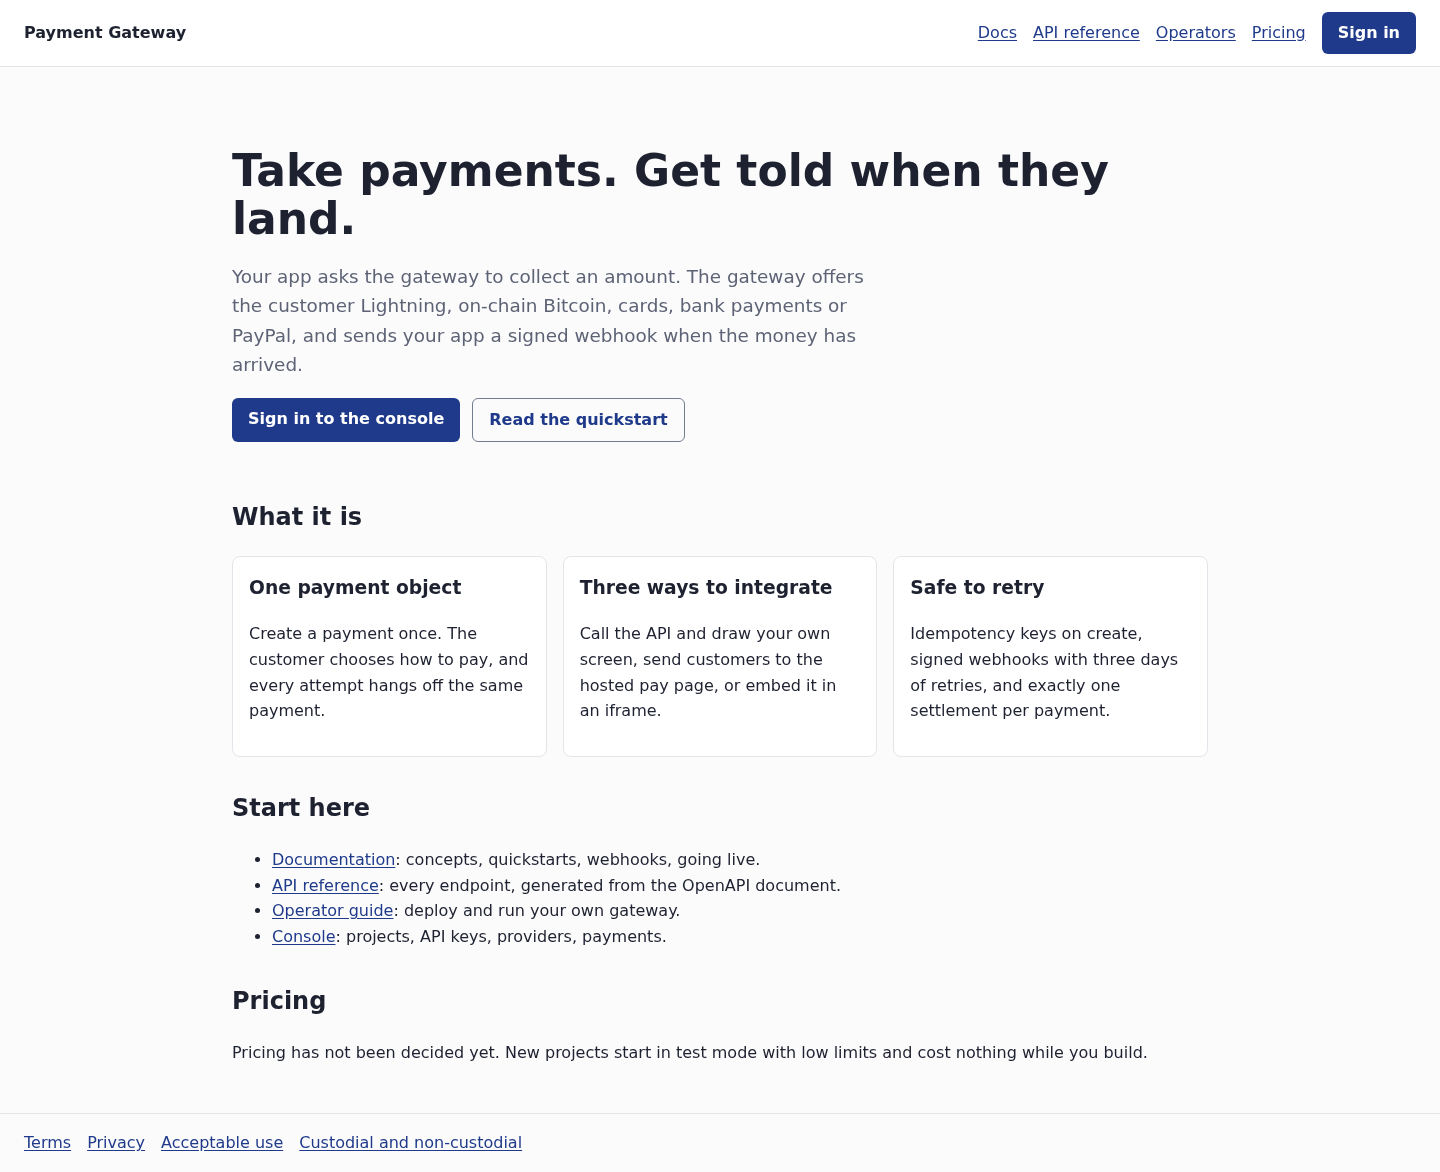 Payment Gateway
Docs API reference Operators Pricing Sign in
Take payments. Get told when they
land.
Your app asks the gateway to collect an amount. The gateway offers
the customer Lightning, on-chain Bitcoin, cards, bank payments or
PayPal, and sends your app a signed webhook when the money has
arrived.
Sign in to the console
Read the quickstart
What it is
One payment object
Create a payment once. The
customer chooses how to pay, and
every attempt hangs off the same
payment.
Three ways to integrate
Call the API and draw your own
screen, send customers to the
hosted pay page, or embed it in
an iframe.
Safe to retry
Idempotency keys on create,
signed webhooks with three days
of retries, and exactly one
settlement per payment.
Start here
• Documentation: concepts, quickstarts, webhooks, going live.
• API reference: every endpoint, generated from the OpenAPI document.
• Operator guide: deploy and run your own gateway.
• Console: projects, API keys, providers, payments.
Pricing
Pricing has not been decided yet. New projects start in test mode with low limits and cost nothing while you build.
Terms Privacy Acceptable use Custodial and non-custodial